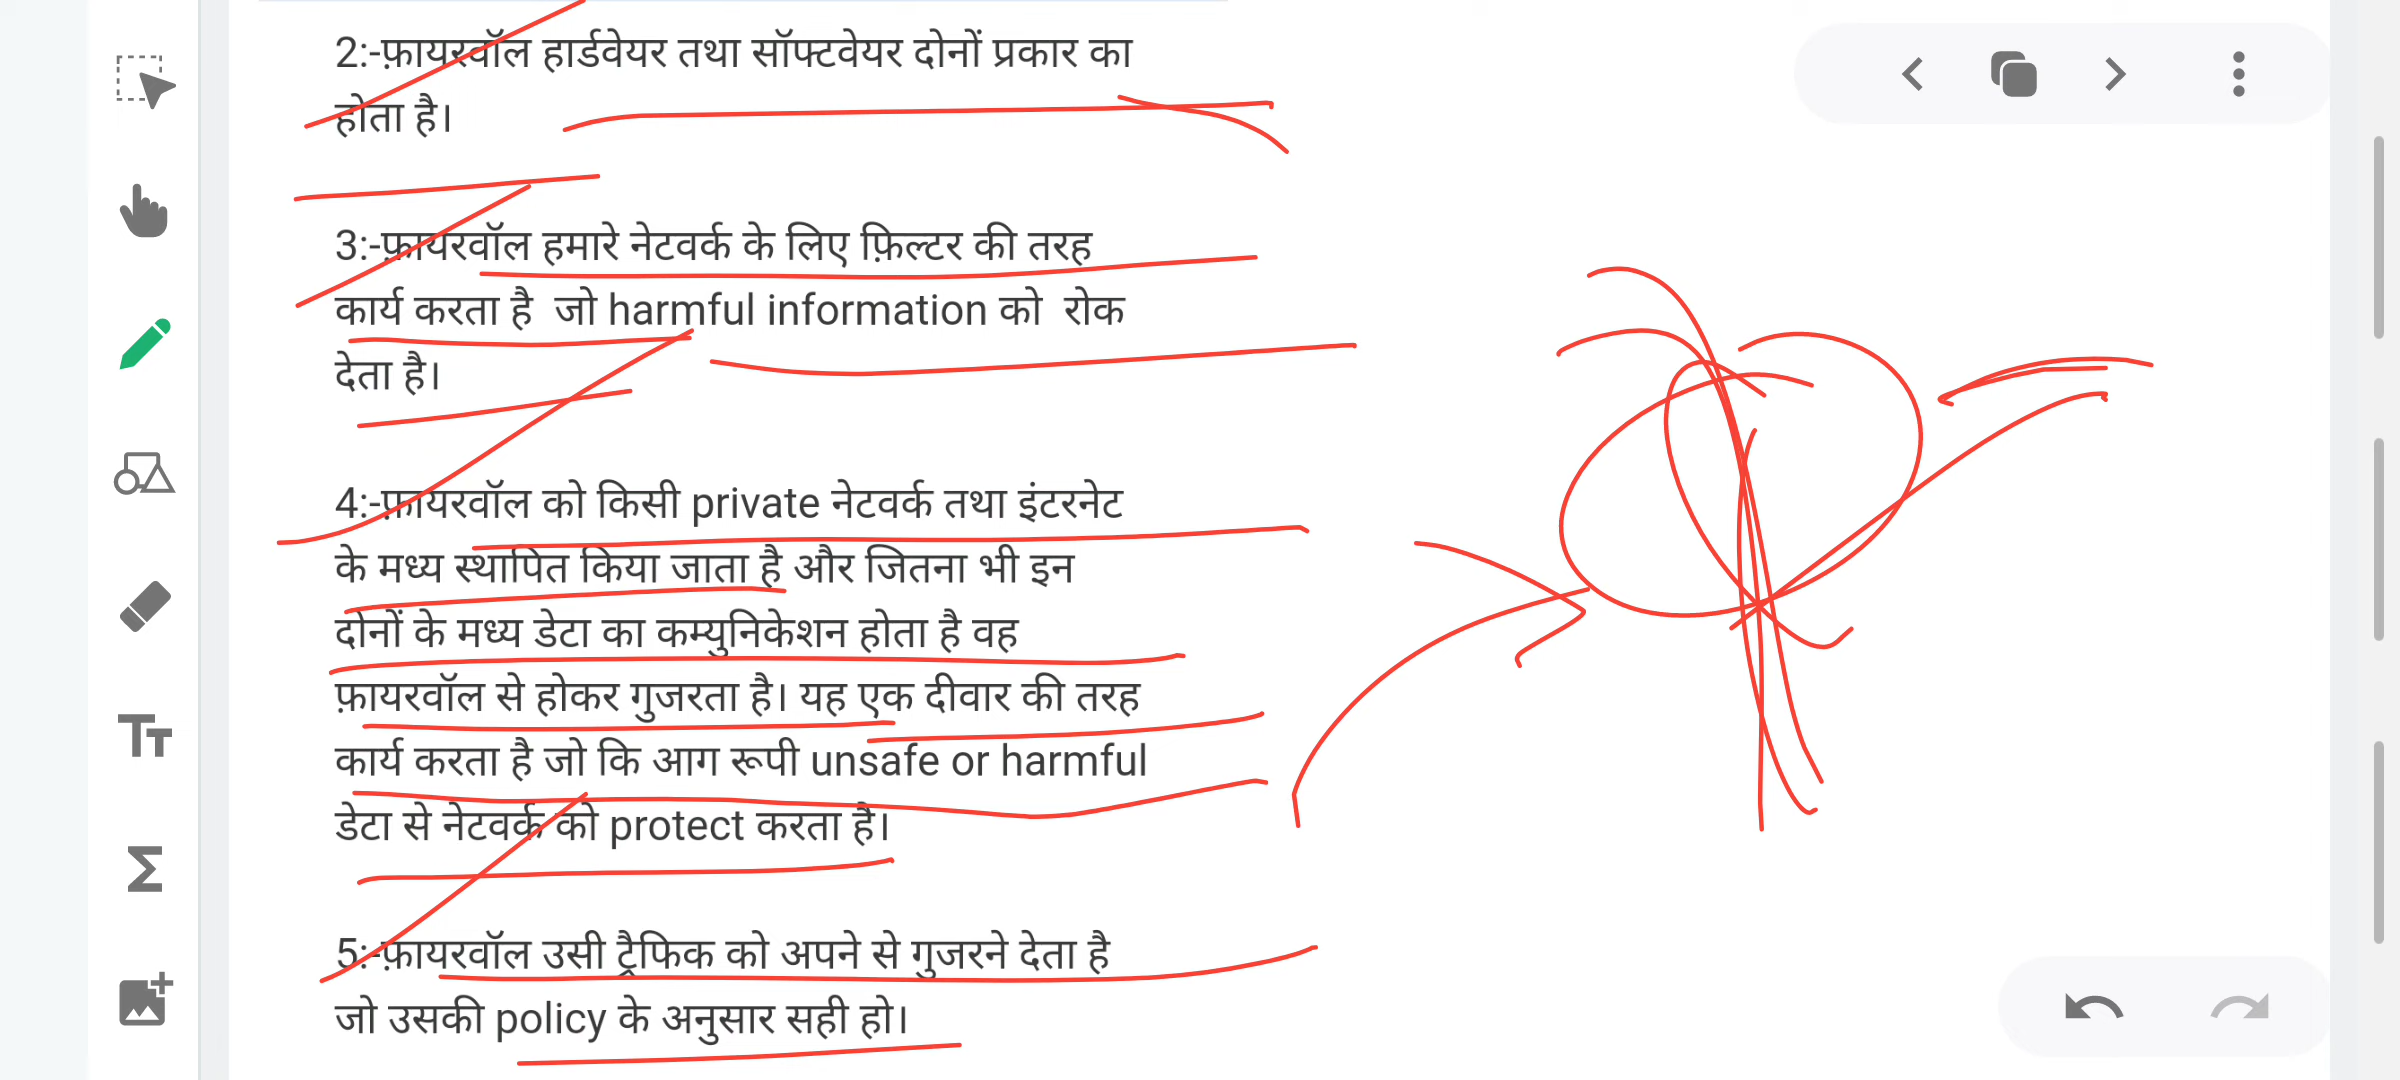 2:-फ़ायरवॉल हार्डवेयर तथा सॉफ्टवेयर दोनों प्रकार का
होता है।
3:-फ़ायरवॉल हमारे नेटवर्क के लिए फ़िल्टर की तरह
कार्य करता है जो harmful information को रोक
देता है।
4:-फ़ायरवॉल को किसी private नेटवर्क तथा इंटरनेट
के मध्य स्थापित किया जाता है और जितना भी इन
दोनों के मध्य डेटा का कम्युनिकेशन होता है वह
फ़ायरवॉल से होकर गुजरता है। यह एक दीवार की तरह
कार्य करता है जो कि आग रूपी unsafe or harmful
डेटा से नेटवर्क को protect करता है।
5:-फ़ायरवॉल उसी ट्रैफिक को अपने से गुजरने देता है
जो उसकी policy के अनुसार सही हो।